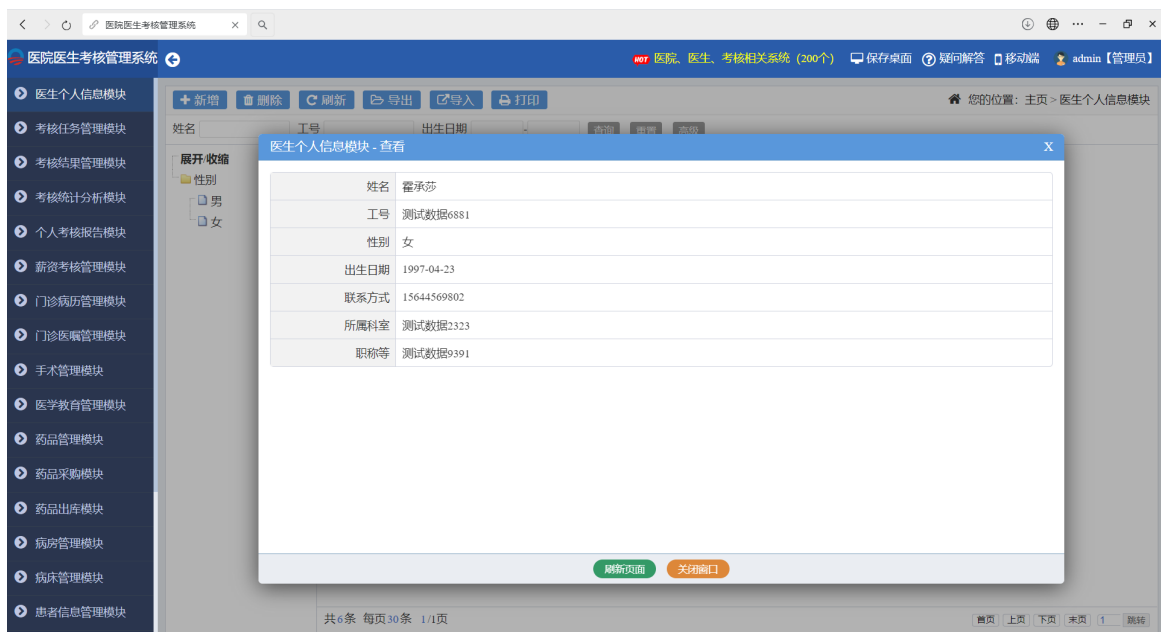 医院医生考核管理系统
医院医生考核管理系统
HOT 医院、医生、考核相关系统 (200个) 保存桌面 疑问解答 移动端 admin【管理员】
医生个人信息模块
考核任务管理模块
考核结果管理模块
考核统计分析模块
个人考核报告模块
薪资考核管理模块
门诊病历管理模块
门诊医嘱管理模块
手术管理模块
医学教育管理模块
药品管理模块
药品采购模块
药品出库模块
病房管理模块
病床管理模块
患者信息管理模块
新增 删除 刷新 导出 导入 打印
您的位置：主页>医生个人信息模块
姓名 工号 出生日期 - 查询 重置 高级
展开/收缩
性别
男
女
医生个人信息模块 - 查看 X
姓名 霍承莎
工号 测试数据6881
性别 女
出生日期 1997-04-23
联系方式 15644569802
所属科室 测试数据2323
职称等 测试数据9391
刷新页面 关闭窗口
共6条 每页30条 1/1页
首页 上页 下页 末页 1 跳转